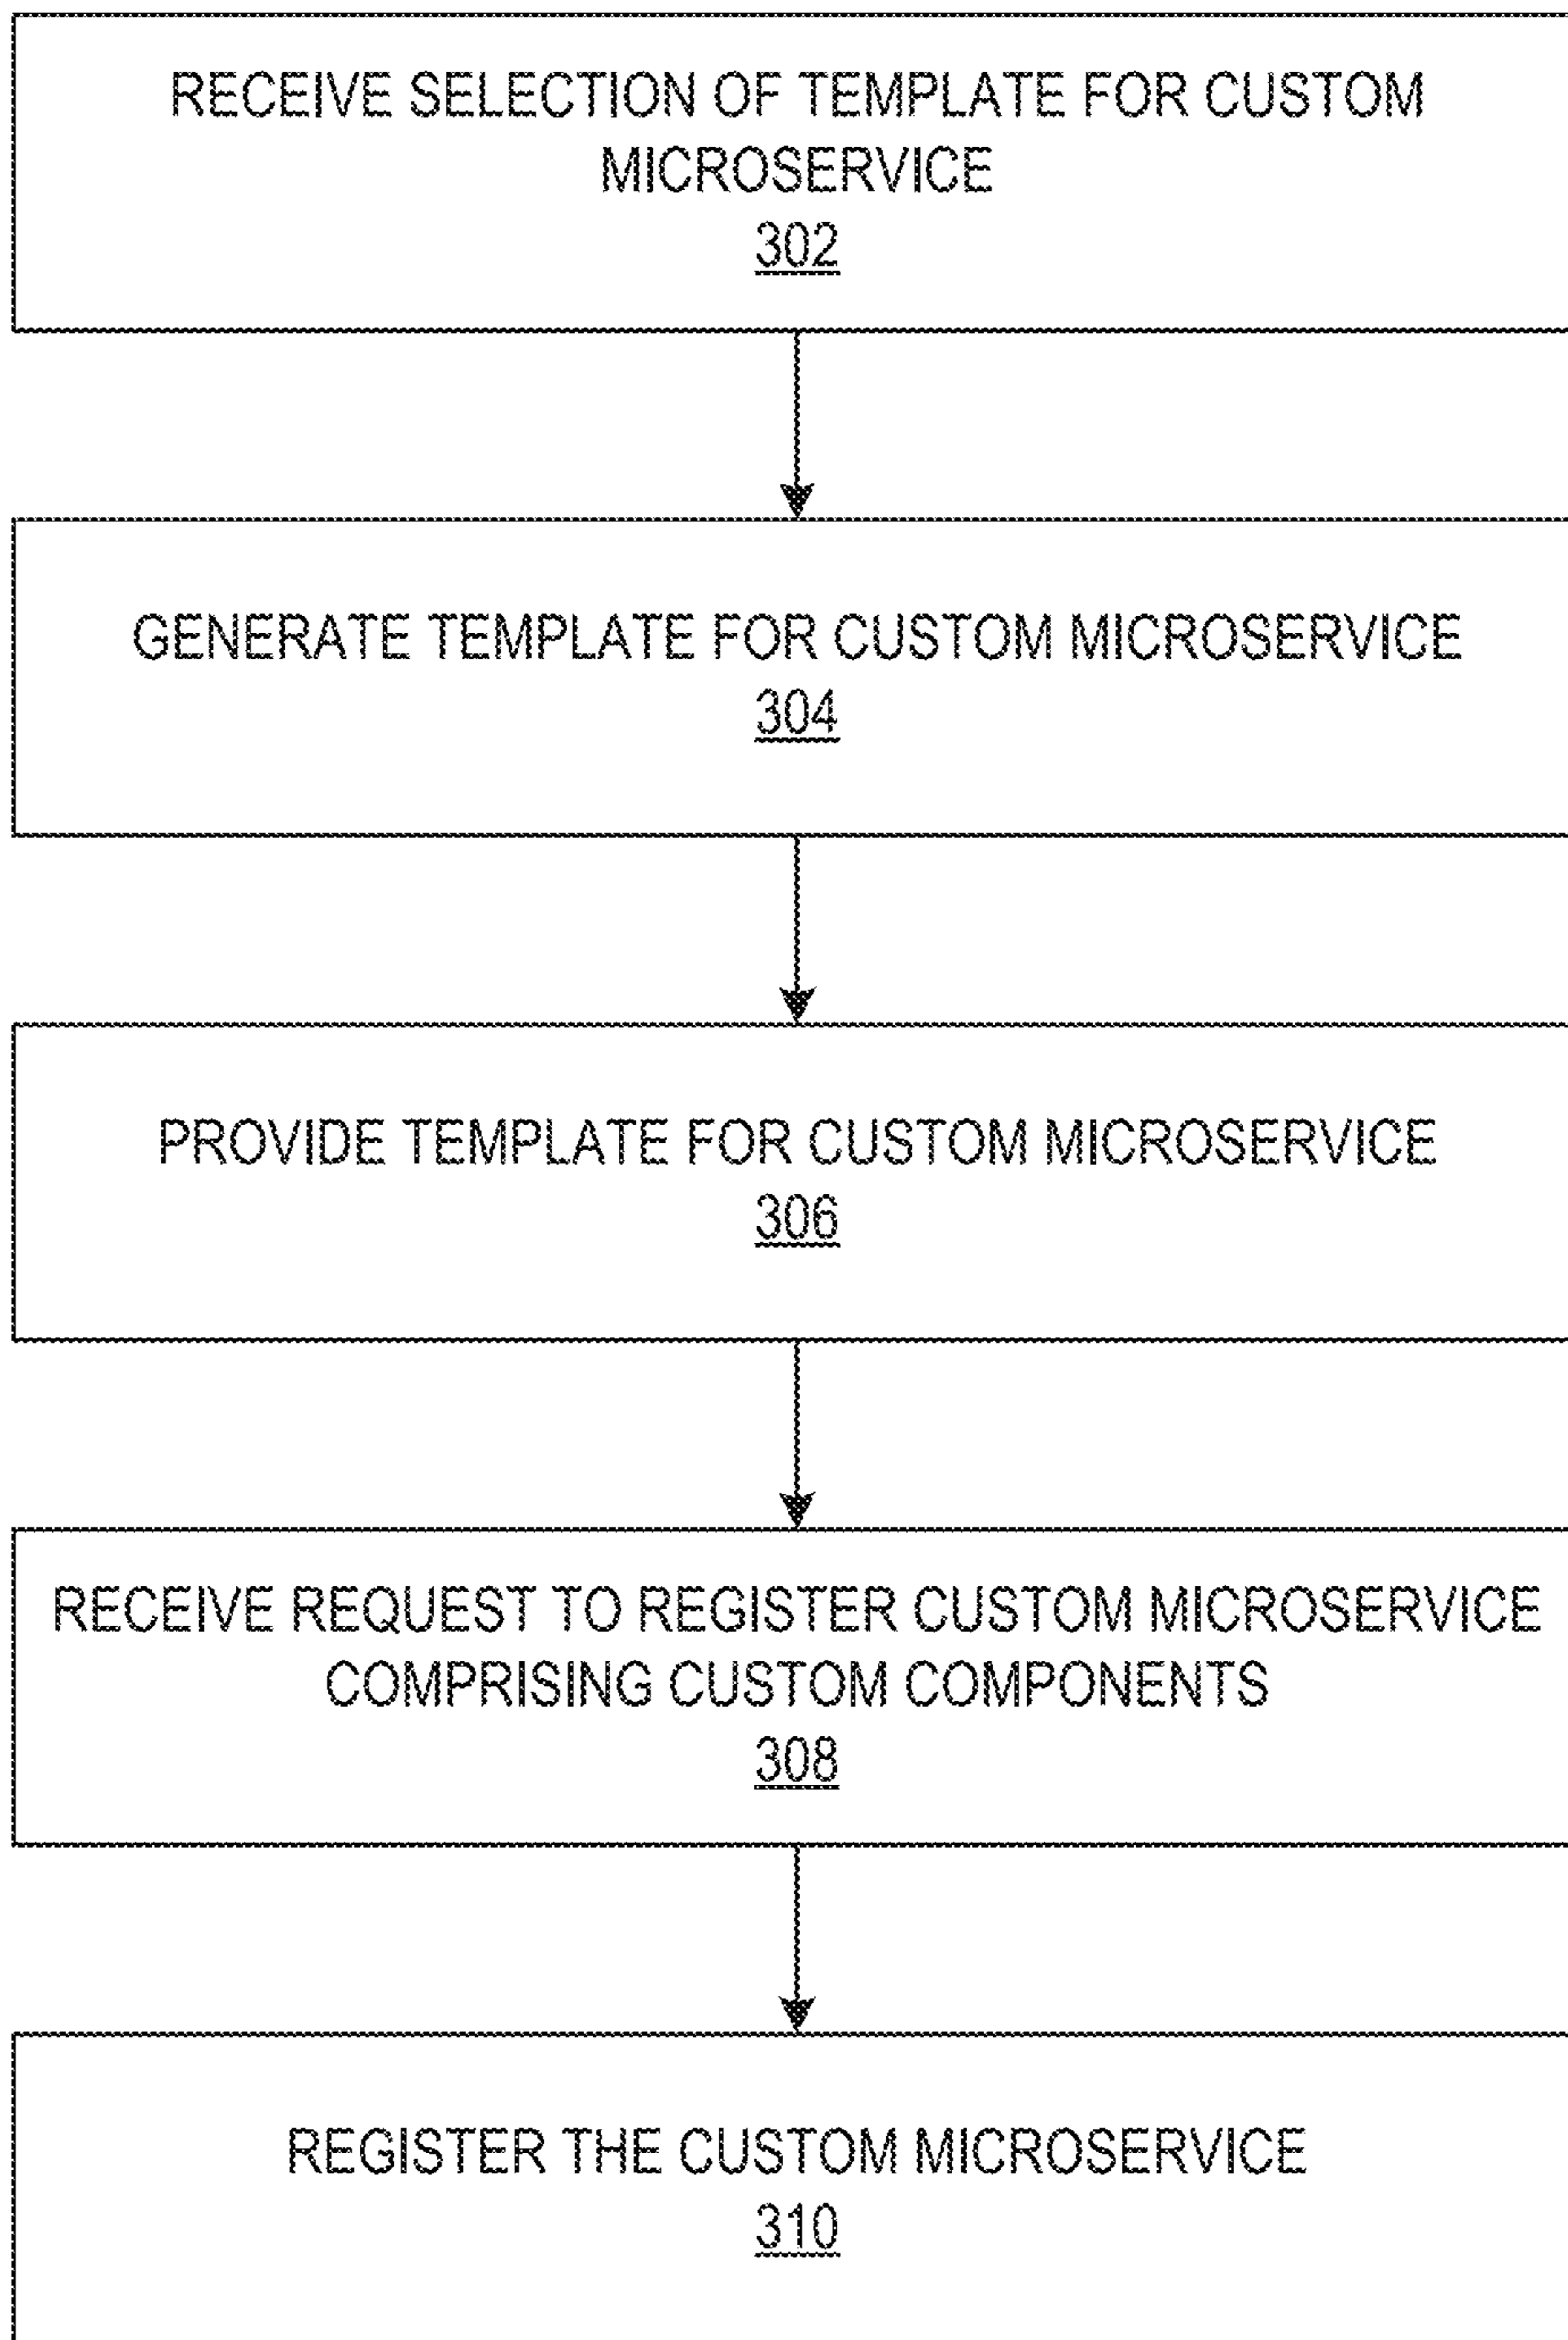 RECEIVE SELECTION OF TEMPLATE FOR CUSTOM
MICROSERVICE
302
GENERATE TEMPLATE FOR CUSTOM MICROSERVICE
304
PROVIDE TEMPLATE FOR CUSTOM MICROSERVICE
306
RECEIVE REQUEST TO REGISTER CUSTOM MICROSERVICE
COMPRISING CUSTOM COMPONENTS
308
REGISTER THE CUSTOM MICROSERVICE
310